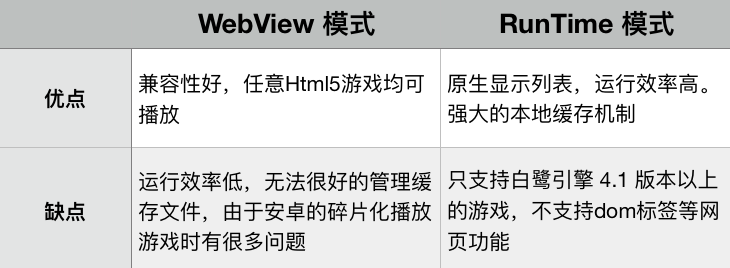 WebView 模式
RunTime 模式
优点
兼容性好，任意Html5游戏均可
播放
原生显示列表，运行效率高。
强大的本地缓存机制
缺点
运行效率低，无法很好的管理缓
存文件，由于安卓的碎片化播放
游戏时有很多问题
只支持白鹭引擎 4.1 版本以上
的游戏，不支持dom标签等网
页功能